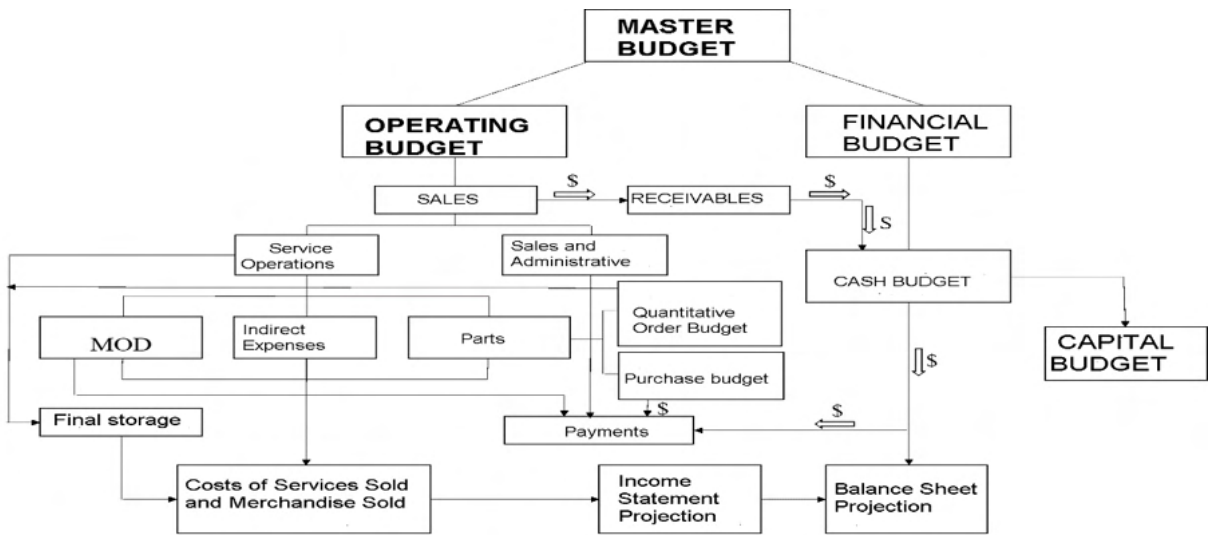 MASTER
BUDGET
OPERATING
BUDGET
FINANCIAL
BUDGET
$
$
SALES
RECEIVABLES
S
Service
Operations
Sales and
Administrative
CASH BUDGET
Quantitative
Order Budget
MOD
Indirect
Expenses
Parts
CAPITAL
BUDGET
$
Purchase budget
Final storage
$
$
Payments
Costs of Services Sold
and Merchandise Sold
Income
Statement
Projection
Balance Sheet
Projection